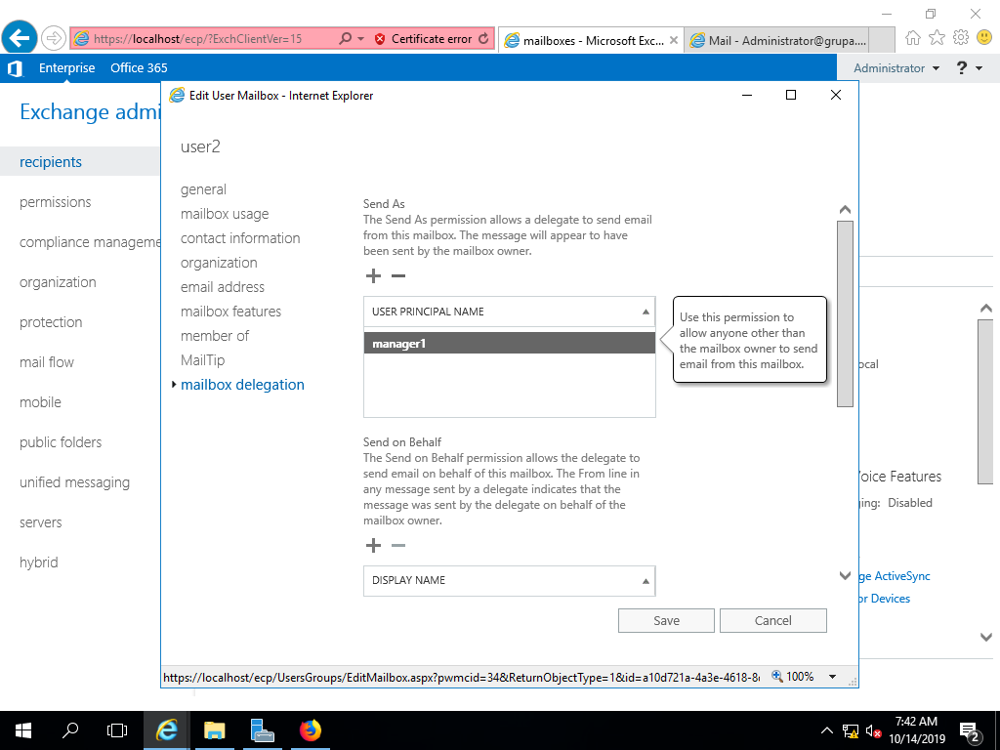 https://localhost/ecp/?ExchClientVer=15
Certificate error
mailboxes - Microsoft Exc...
Mail - Administrator@grupa....
Enterprise
Office 365
Administrator
?
Exchange admi
recipients
permissions
compliance manageme
organization
protection
mail flow
mobile
public folders
unified messaging
servers
hybrid
Edit User Mailbox - Internet Explorer
user2
general
mailbox usage
contact information
organization
email address
mailbox features
member of
MailTip
mailbox delegation
Send As
The Send As permission allows a delegate to send email
from this mailbox. The message will appear to have
been sent by the mailbox owner.
USER PRINCIPAL NAME
manager1
Use this permission to
allow anyone other than
the mailbox owner to send
email from this mailbox.
Send on Behalf
The Send on Behalf permission allows the delegate to
send email on behalf of this mailbox. The From line in
any message sent by a delegate indicates that the
message was sent by the delegate on behalf of the
mailbox owner.
DISPLAY NAME
Save
Cancel
https://localhost/ecp/UsersGroups/EditMailbox.aspx?pwmcid=34&ReturnObjectType=1&id=a10d721a-4a3e-4618-8
100%
ocal
oice Features
ing: Disabled
ge ActiveSync
or Devices
7:42 AM
10/14/2019
2